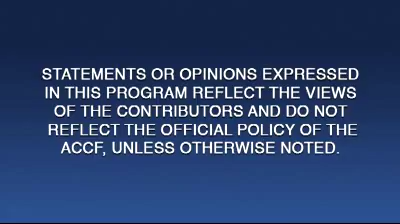 STATEMENTS OR OPINIONS EXPRESSED
IN THIS PROGRAM REFLECT THE VIEWS
OF THE CONTRIBUTORS AND DO NOT
REFLECT THE OFFICIAL POLICY OF THE
ACCF, UNLESS OTHERWISE NOTED.